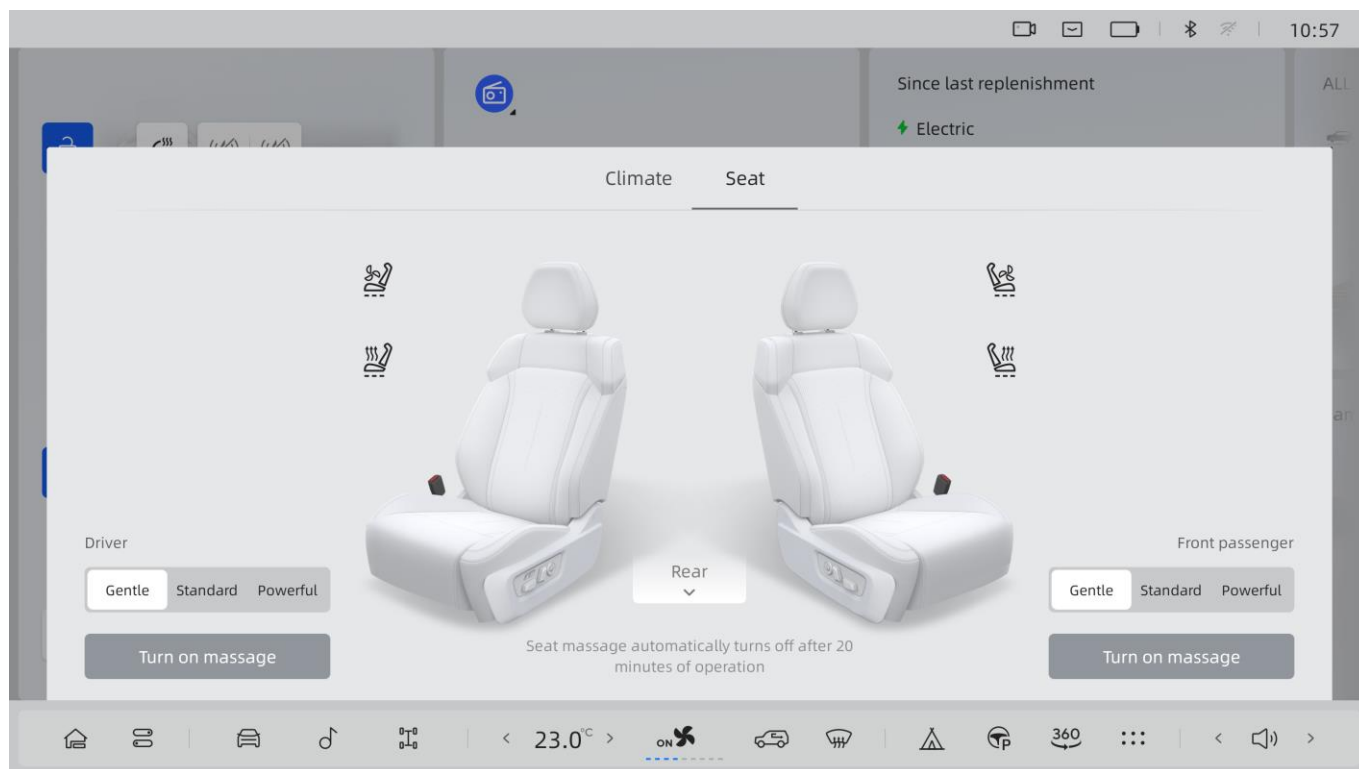 10:57
Since last replenishment
ALL
Electric
Climate
Seat
Driver
Front passenger
Gentle Standard Powerful
Rear
Gentle Standard Powerful
Turn on massage
Seat massage automatically turns off after 20
minutes of operation
Turn on massage
23.0°C
ON
P
360